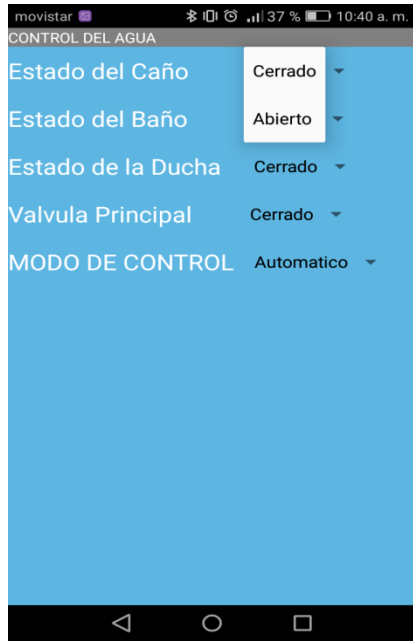 movistar 37 % 10:40 a. m.
CONTROL DEL AGUA
Estado del Caño Cerrado
Estado del Baño Abierto
Estado de la Ducha Cerrado
Valvula Principal Cerrado
MODO DE CONTROL Automatico